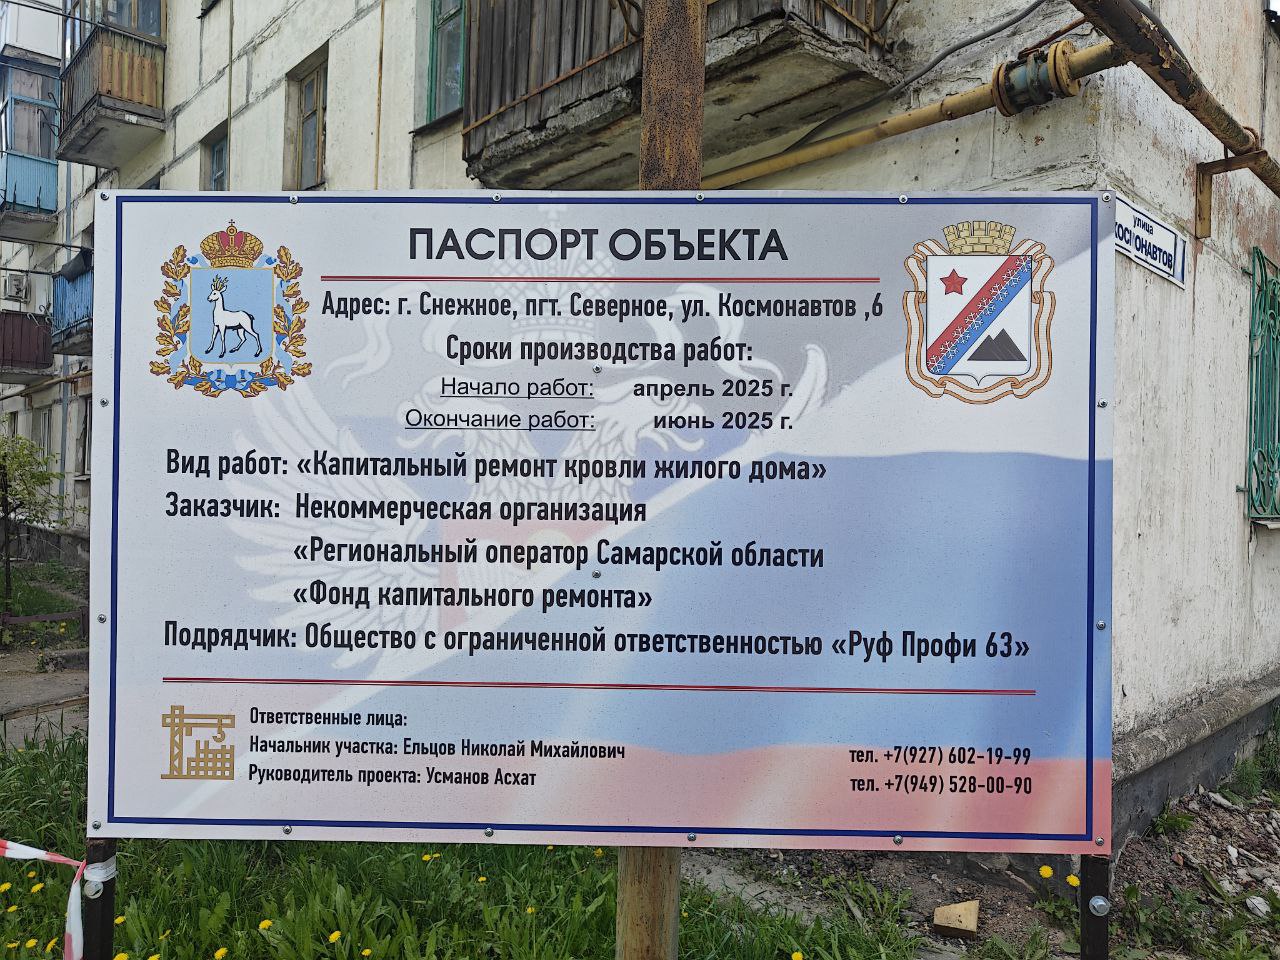 ПАСПОРТ ОБЪЕКТА
Адрес: г. Снежное, пгт. Северное, ул. Космонавтов ,6
Сроки производства работ:
Начало работ: апрель 2025 г.
Окончание работ: июнь 2025 г.
Вид работ: «Капитальный ремонт кровли жилого дома»
Заказчик: Некоммерческая организация
«Региональный оператор Самарской области
«Фонд капитального ремонта»
Подрядчик: Общество с ограниченной ответственностью «Руф Профи 63»
Ответственные лица:
Начальник участка: Ельцов Николай Михайлович тел. +7(927) 602-19-99
Руководитель проекта: Усманов Асхат тел. +7(949) 528-00-90
улица
КОСМОНАВТОВ